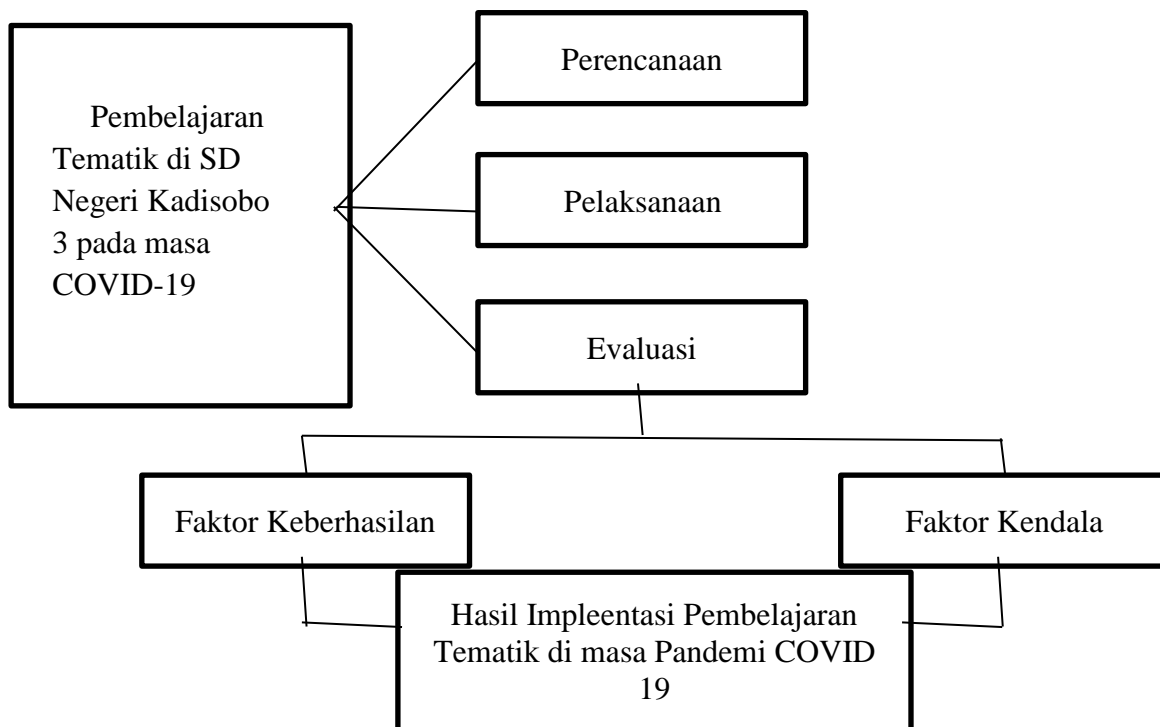 Perencanaan
Pembelajaran
Tematik di SD
Negeri Kadisobo
3 pada masa
COVID-19
Pelaksanaan
Evaluasi
Faktor Keberhasilan
Faktor Kendala
Hasil Impleentasi Pembelajaran
Tematik di masa Pandemi COVID
19